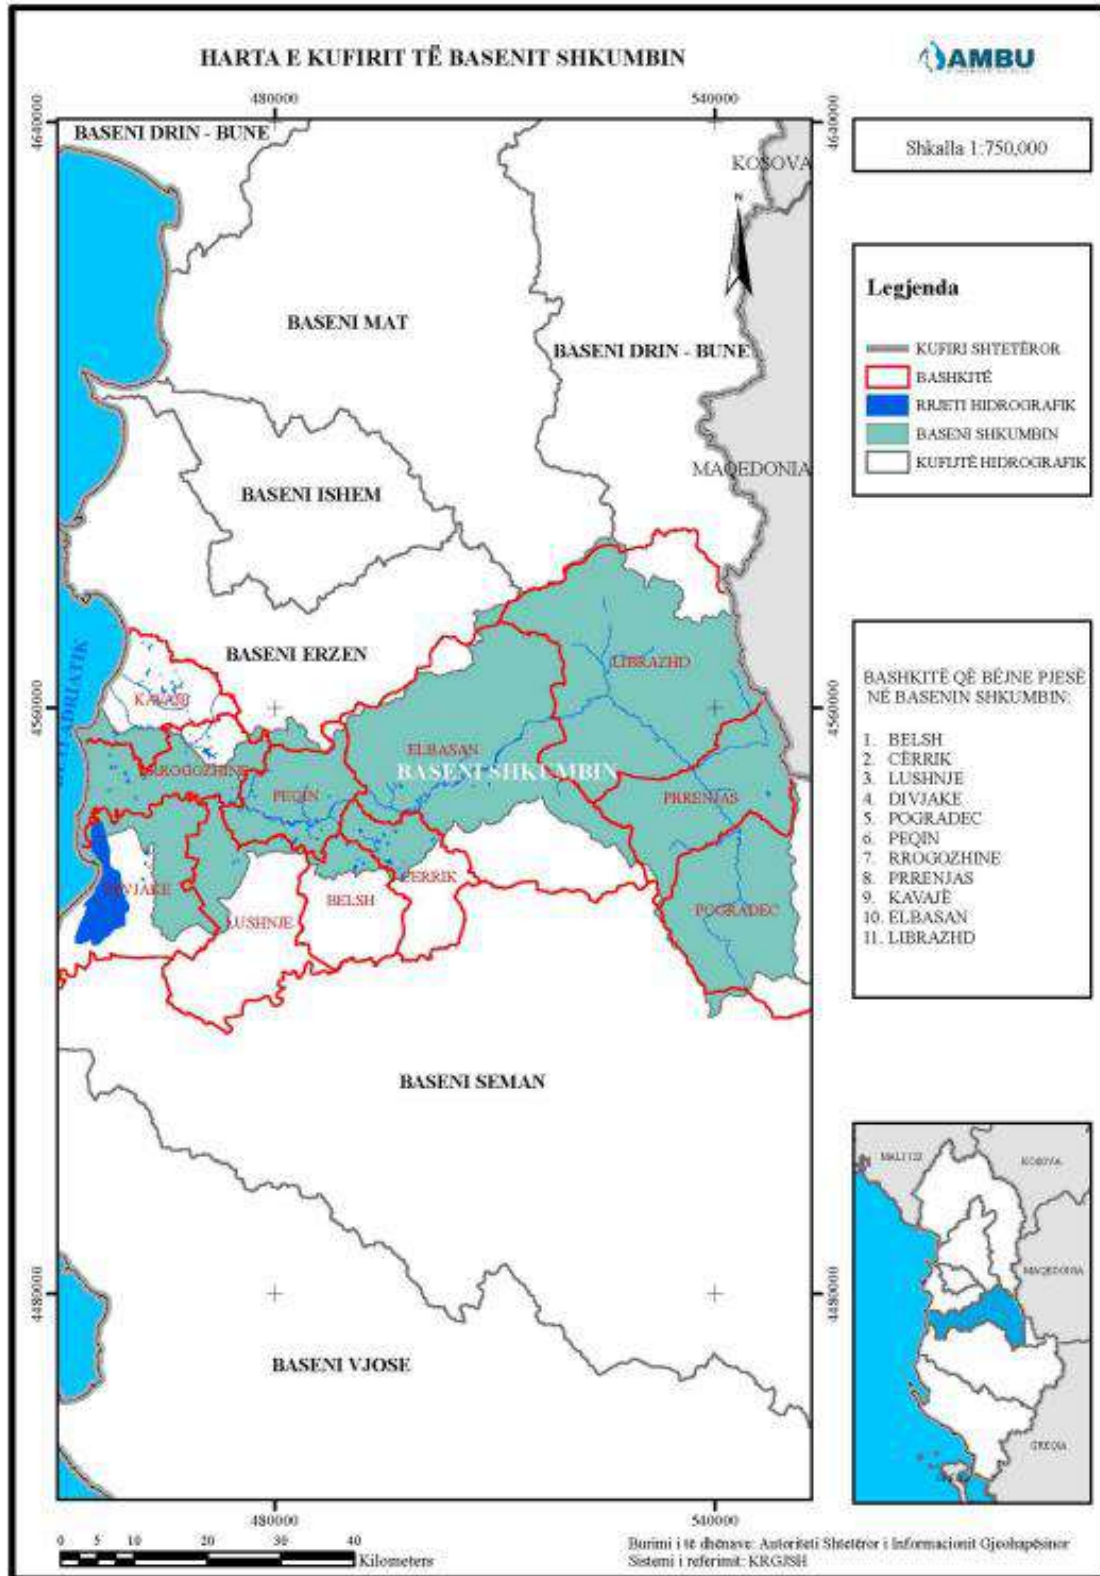 HARTA E KUFIRIT TË BASENIT SHKUMBIN
AMBU
480000
540000
4640000
4640000
BASENI DRIN - BUNE
KOSOVA
Shkalla 1:750,000
N
BASENI MAT
BASENI DRIN - BUNE
Legjenda
KUFIRI SHTETËROR
BASHKITË
RRJETI HIDROGRAFIK
BASENI SHKUMBIN
KUFIJTË HIDROGRAFIK
MAQEDONIA
BASENI ISHEM
BASENI ERZEN
LIBRAZHD
ADRIATIK
4560000
4560000
ELBASAN
BASENI SHKUMBIN
RROGOZHINE
PEQIN
PRRENJAS
CËRRIK
BELSH
LUSHNJE
POGRADEC
BASHKITË QË BËJNE PJESË
NË BASENIN SHKUMBIN:
1. BELSH
2. CËRRIK
3. LUSHNJE
4. DIVJAKE
5. POGRADEC
6. PEQIN
7. RROGOZHINE
8. PRRENJAS
9. KAVAJË
10. ELBASAN
11. LIBRAZHD
BASENI SEMAN
4480000
4480000
BASENI VJOSE
KOSOVA
MAQEDONIA
GREQIA
480000
540000
0 5 10 20 30 40
Kilometers
Burimi i të dhënave: Autoriteti Shtetëror i Informacionit Gjeohapësinor
Sistemi i referimit: KRGJSH